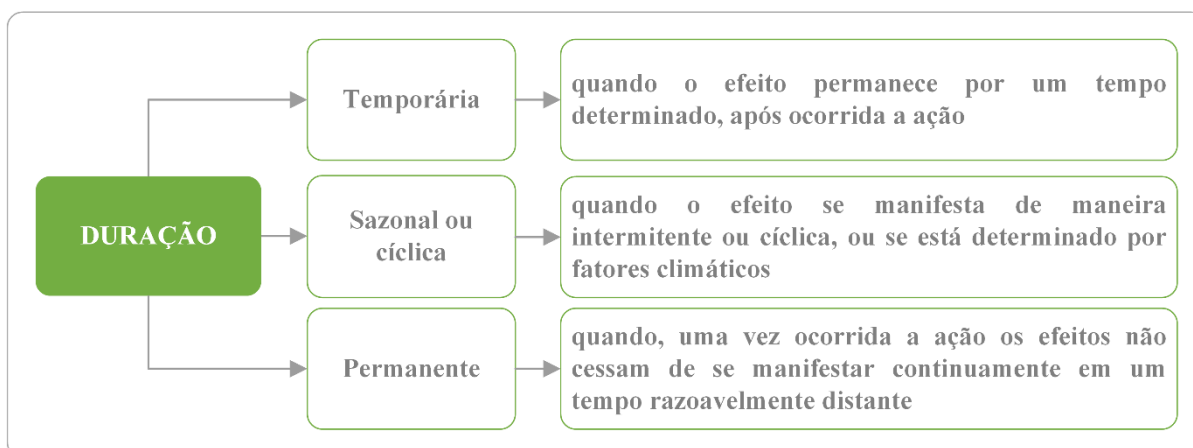 DURAÇÃO
Temporária
quando o efeito permanece por um tempo
determinado, após ocorrida a ação
Sazonal ou
cíclica
quando o efeito se manifesta de maneira
intermitente ou cíclica, ou se está determinado por
fatores climáticos
Permanente
quando, uma vez ocorrida a ação os efeitos não
cessam de se manifestar continuamente em um
tempo razoavelmente distante